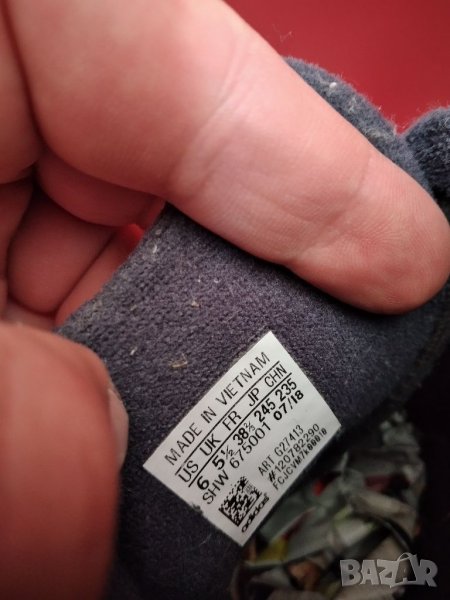 MADE IN VIETNAM
US UK FR JP CHN
6 5½ 38⅔ 245 235
SHW 675001 07/18
ART G27413
#120782290
adidas
BAZAR